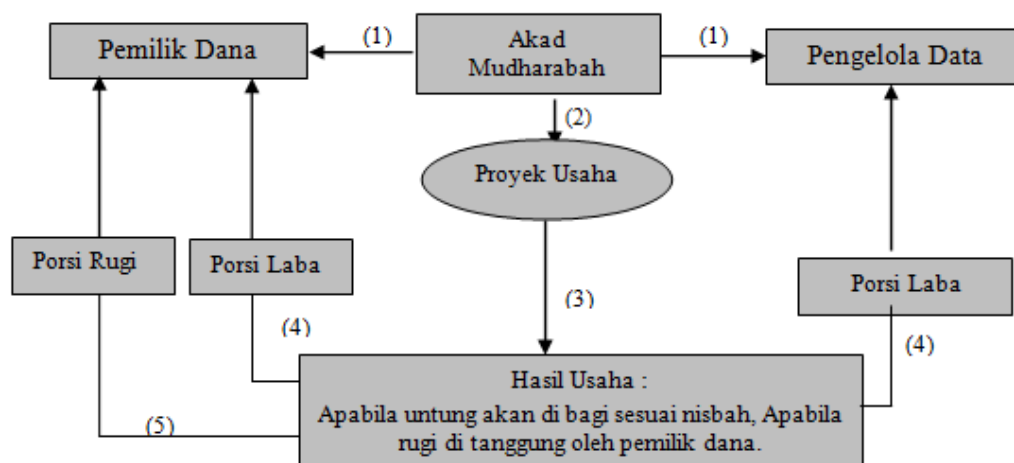 Pemilik Dana
(1)
Akad
Mudharabah
(1)
Pengelola Data
(2)
Proyek Usaha
Porsi Rugi
Porsi Laba
Porsi Laba
(3)
(4)
(4)
Hasil Usaha :
Apabila untung akan di bagi sesuai nisbah, Apabila
rugi di tanggung oleh pemilik dana.
(5)